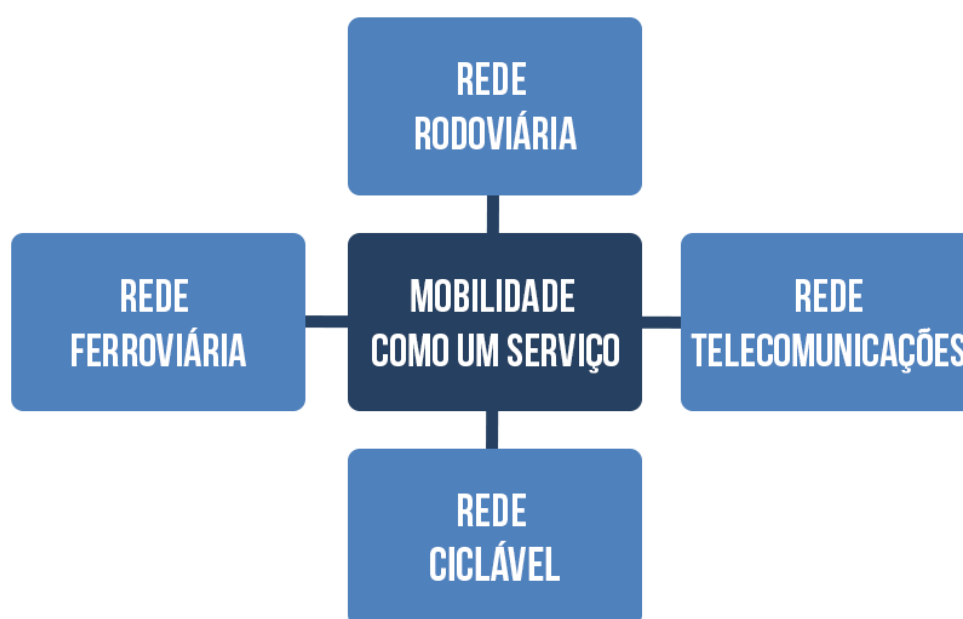 REDE
RODOVIÁRIA
REDE
FERROVIÁRIA
MOBILIDADE
COMO UM SERVIÇO
REDE
TELECOMUNICAÇÕES
REDE
CICLÁVEL